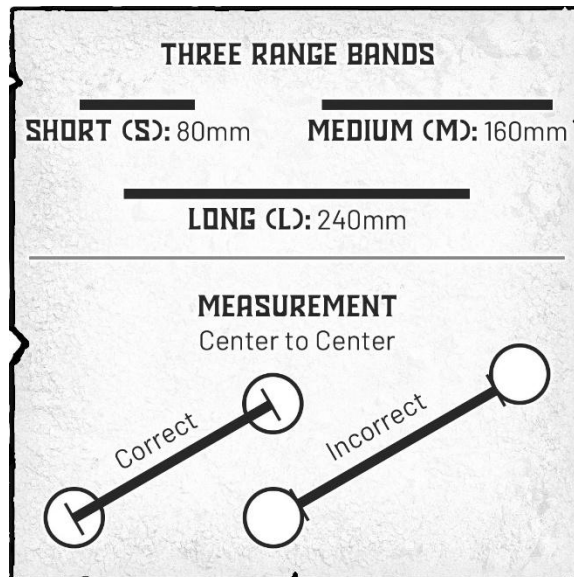 THREE RANGE BANDS
SHORT (S): 80mm
MEDIUM (M): 160mm
LONG (L): 240mm
MEASUREMENT
Center to Center
Correct
Incorrect